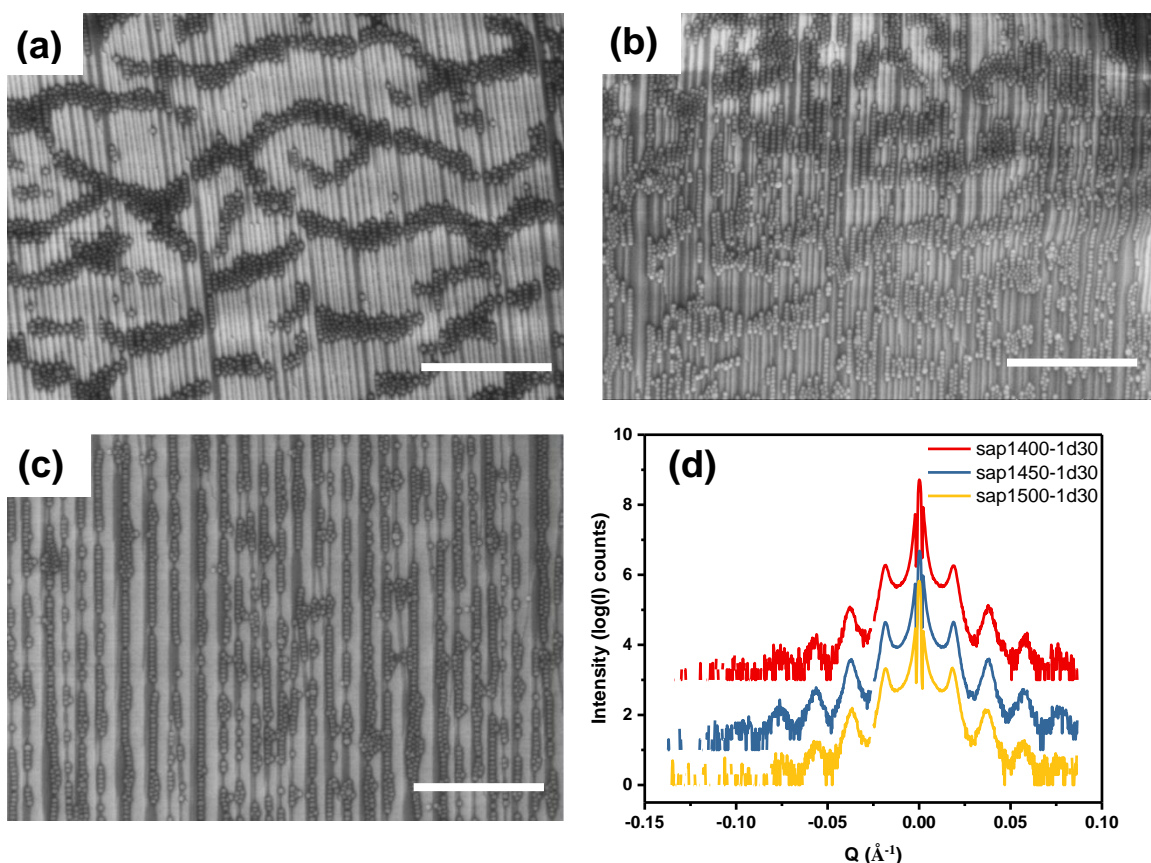 (a)
(b)
(c)
(d)
sap1400-1d30
sap1450-1d30
sap1500-1d30
Intensity (log(I) counts)
10
8
6
4
2
0
-0.15
-0.10
-0.05
0.00
0.05
0.10
Q (Å⁻¹)